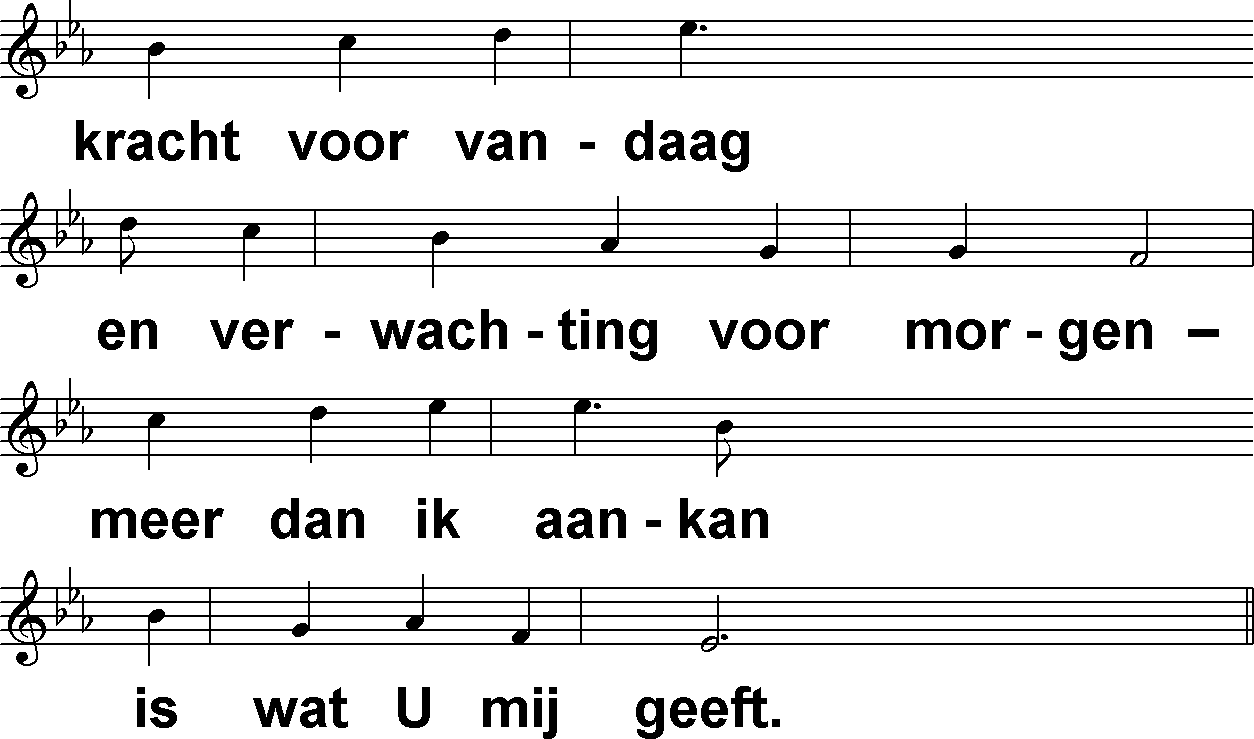 kracht voor van - daag
en ver - wach - ting voor mor - gen –
meer dan ik aan - kan
is wat U mij geeft.